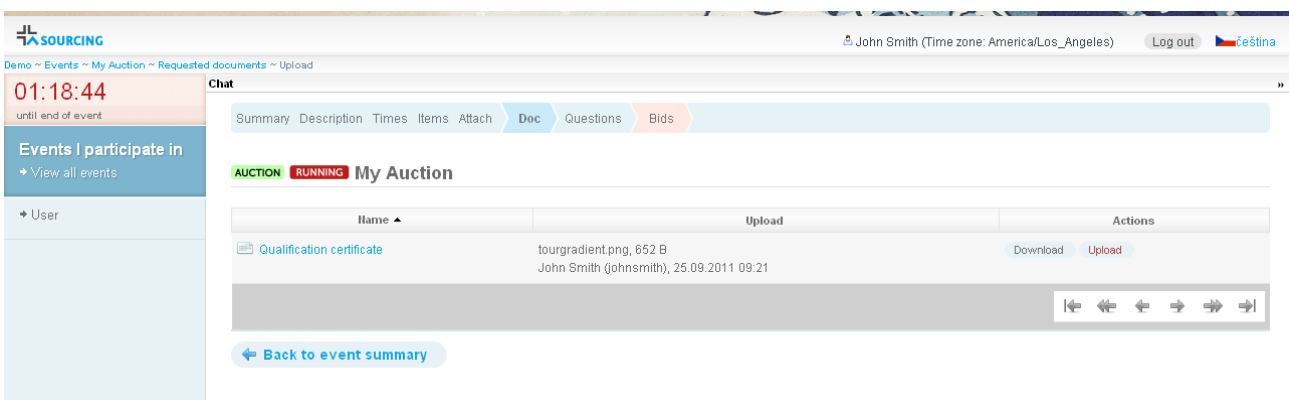 SOURCING
John Smith (Time zone: America/Los_Angeles) Log out čeština
Demo ~ Events ~ My Auction ~ Requested documents ~ Upload
01:18:44
until end of event
Chat »
Summary Description Times Items Attach Doc Questions Bids
Events I participate in
View all events
User
AUCTION RUNNING My Auction
Name Upload Actions
Qualification certificate tourgradient.png, 652 B Download Upload
John Smith (johnsmith), 25.09.2011 09:21
Back to event summary